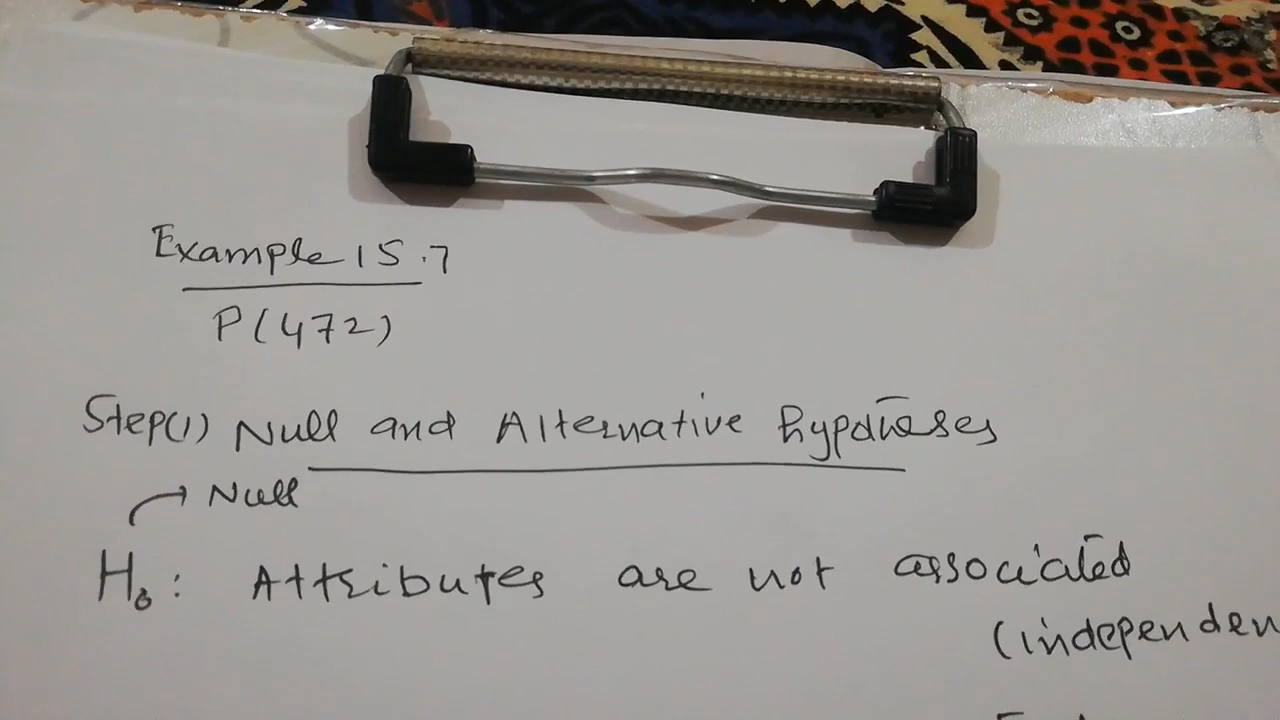 Example 15.7
P(472)
Step(1) Null and Alternative hypotheses
→ Null
H₀: Attributes are not associated
(independen